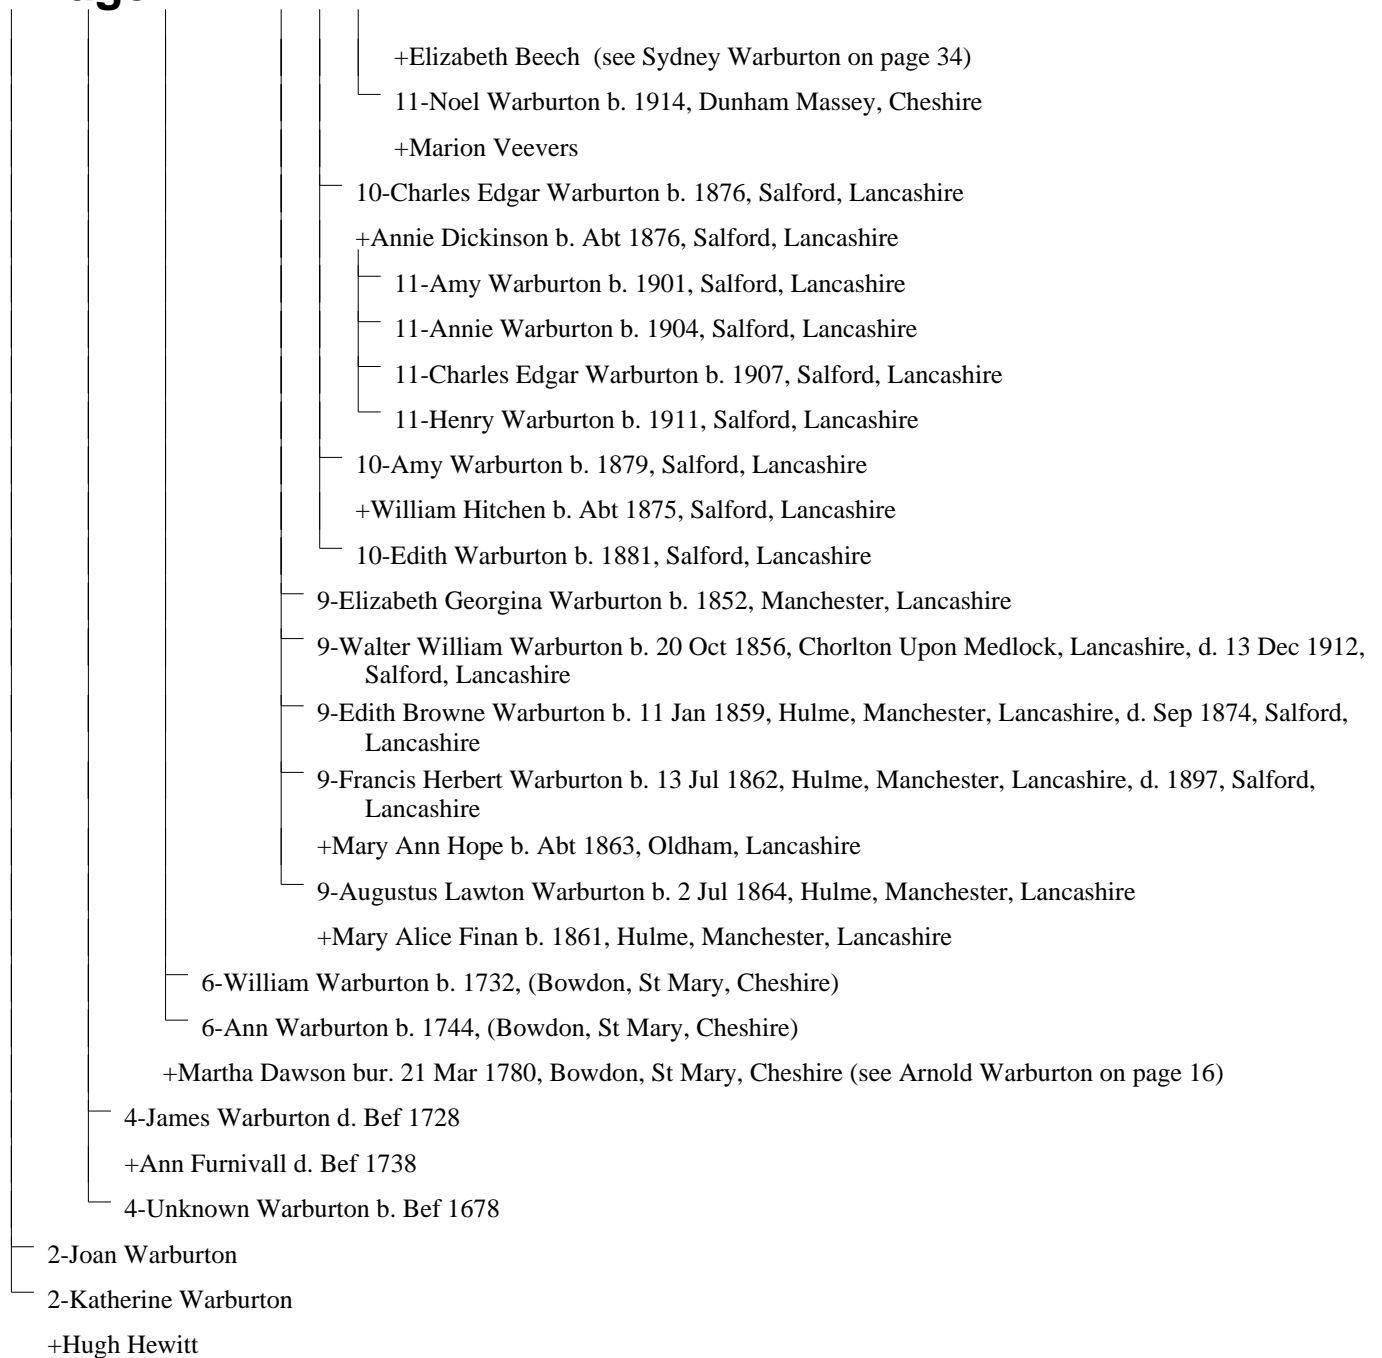 +Elizabeth Beech (see Sydney Warburton on page 34)
11-Noel Warburton b. 1914, Dunham Massey, Cheshire
+Marion Veevers
10-Charles Edgar Warburton b. 1876, Salford, Lancashire
+Annie Dickinson b. Abt 1876, Salford, Lancashire
11-Amy Warburton b. 1901, Salford, Lancashire
11-Annie Warburton b. 1904, Salford, Lancashire
11-Charles Edgar Warburton b. 1907, Salford, Lancashire
11-Henry Warburton b. 1911, Salford, Lancashire
10-Amy Warburton b. 1879, Salford, Lancashire
+William Hitchen b. Abt 1875, Salford, Lancashire
10-Edith Warburton b. 1881, Salford, Lancashire
9-Elizabeth Georgina Warburton b. 1852, Manchester, Lancashire
9-Walter William Warburton b. 20 Oct 1856, Chorlton Upon Medlock, Lancashire, d. 13 Dec 1912,
Salford, Lancashire
9-Edith Browne Warburton b. 11 Jan 1859, Hulme, Manchester, Lancashire, d. Sep 1874, Salford,
Lancashire
9-Francis Herbert Warburton b. 13 Jul 1862, Hulme, Manchester, Lancashire, d. 1897, Salford,
Lancashire
+Mary Ann Hope b. Abt 1863, Oldham, Lancashire
9-Augustus Lawton Warburton b. 2 Jul 1864, Hulme, Manchester, Lancashire
+Mary Alice Finan b. 1861, Hulme, Manchester, Lancashire
6-William Warburton b. 1732, (Bowdon, St Mary, Cheshire)
6-Ann Warburton b. 1744, (Bowdon, St Mary, Cheshire)
+Martha Dawson bur. 21 Mar 1780, Bowdon, St Mary, Cheshire (see Arnold Warburton on page 16)
4-James Warburton d. Bef 1728
+Ann Furnivall d. Bef 1738
4-Unknown Warburton b. Bef 1678
2-Joan Warburton
2-Katherine Warburton
+Hugh Hewitt